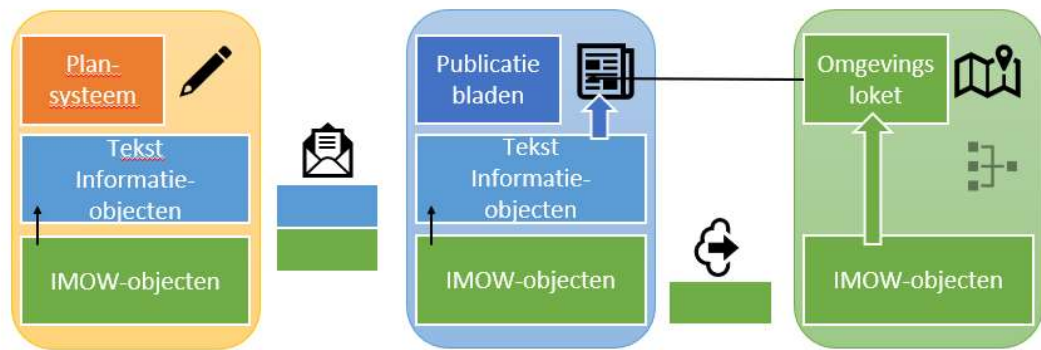 Plan-
systeem
Tekst
Informatie-
objecten
IMOW-objecten
Publicatie
bladen
Tekst
Informatie-
objecten
IMOW-objecten
Omgevings
loket
IMOW-objecten